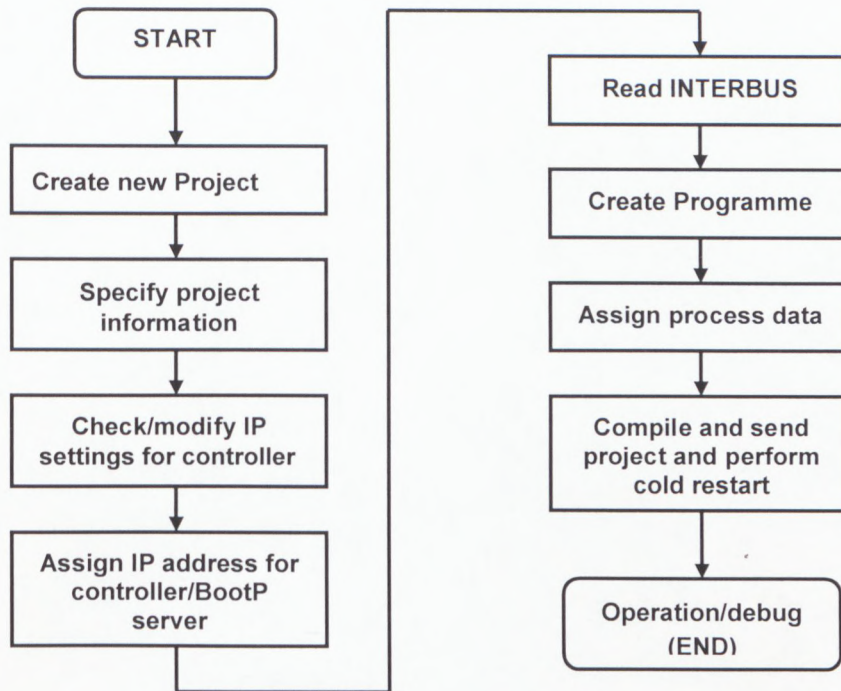 START
Create new Project
Specify project
information
Check/modify IP
settings for controller
Assign IP address for
controller/BootP
server
Read INTERBUS
Create Programme
Assign process data
Compile and send
project and perform
cold restart
Operation/debug
(END)